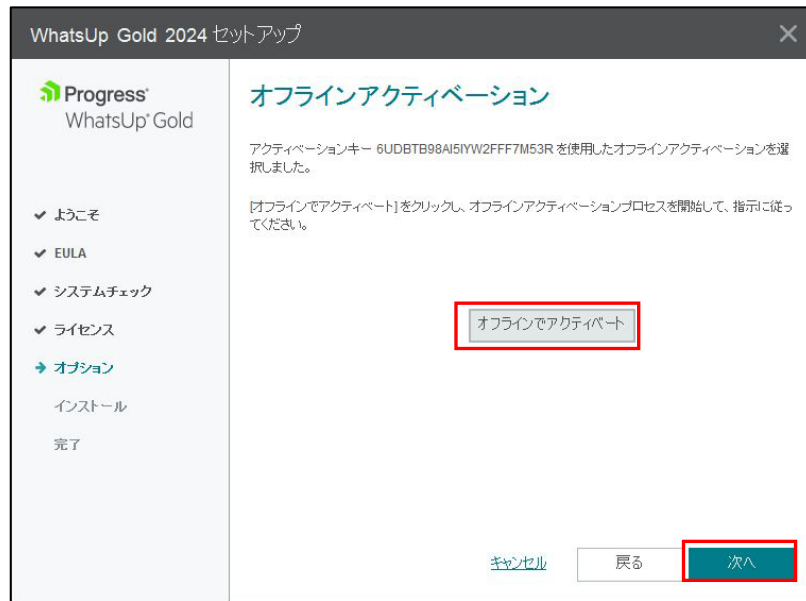 WhatsUp Gold 2024 セットアップ
Progress®
WhatsUp® Gold
オフラインアクティベーション
アクティベーションキー 6UDBTB98AI5IYW2FFF7M53R を使用したオフラインアクティベーションを選
択しました。
[オフラインでアクティベート] をクリックし、オフラインアクティベーションプロセスを開始して、指示に従っ
てください。
ようこそ
EULA
システムチェック
ライセンス
オプション
インストール
完了
オフラインでアクティベート
キャンセル
戻る
次へ